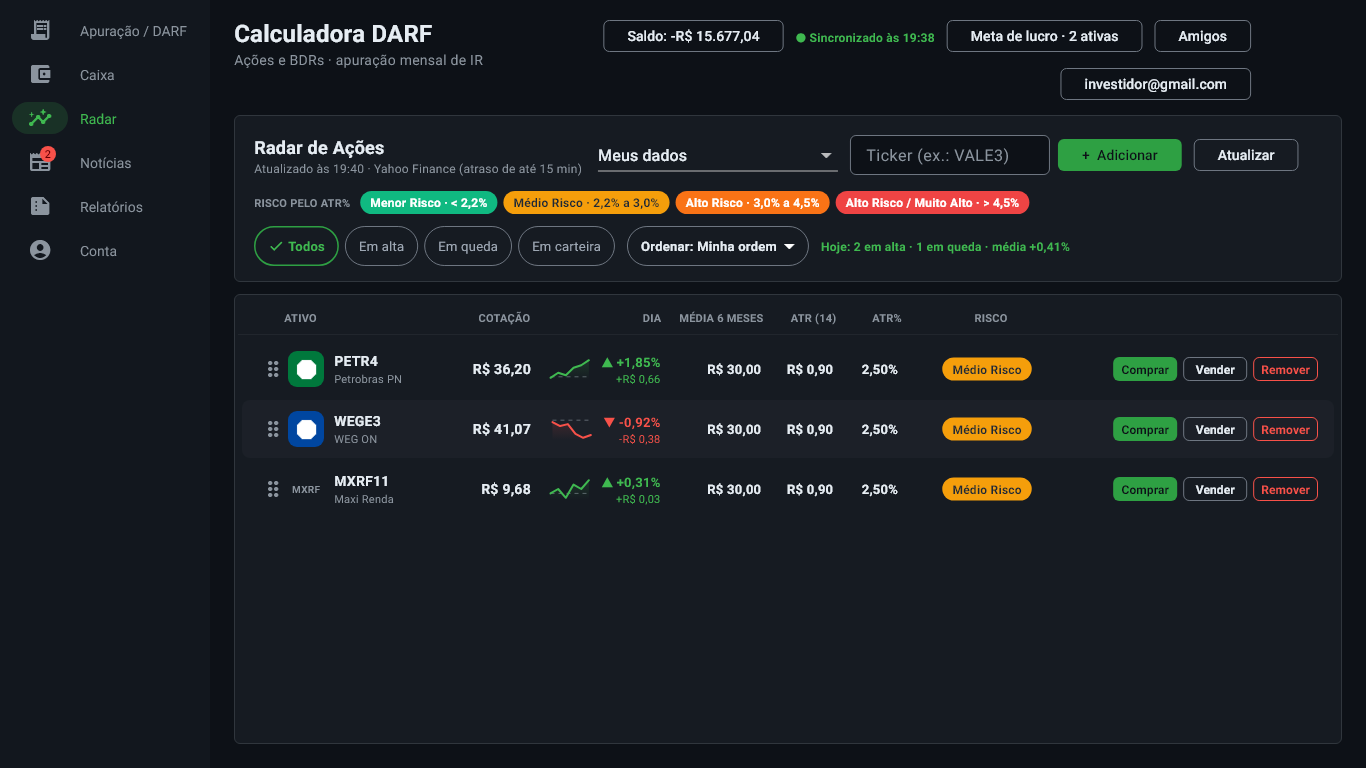 Apuração / DARF
Caixa
Radar
2
Notícias
Relatórios
Conta
Calculadora DARF
Ações e BDRs · apuração mensal de IR
Saldo: -R$ 15.677,04
Sincronizado às 19:38
Meta de lucro · 2 ativas
Amigos
investidor@gmail.com
Radar de Ações
Atualizado às 19:40 · Yahoo Finance (atraso de até 15 min)
Meus dados
Ticker (ex.: VALE3)
+ Adicionar
Atualizar
RISCO PELO ATR%
Menor Risco · < 2,2%
Médio Risco · 2,2% a 3,0%
Alto Risco · 3,0% a 4,5%
Alto Risco / Muito Alto · > 4,5%
Todos
Em alta
Em queda
Em carteira
Ordenar: Minha ordem
Hoje: 2 em alta · 1 em queda · média +0,41%
ATIVO COTAÇÃO DIA MÉDIA 6 MESES ATR (14) ATR% RISCO
PETR4
Petrobras PN
R$ 36,20
▲ +1,85%
+R$ 0,66
R$ 30,00
R$ 0,90
2,50%
Médio Risco
Comprar
Vender
Remover
WEGE3
WEG ON
R$ 41,07
▼ -0,92%
-R$ 0,38
R$ 30,00
R$ 0,90
2,50%
Médio Risco
Comprar
Vender
Remover
MXRF
MXRF11
Maxi Renda
R$ 9,68
▲ +0,31%
+R$ 0,03
R$ 30,00
R$ 0,90
2,50%
Médio Risco
Comprar
Vender
Remover